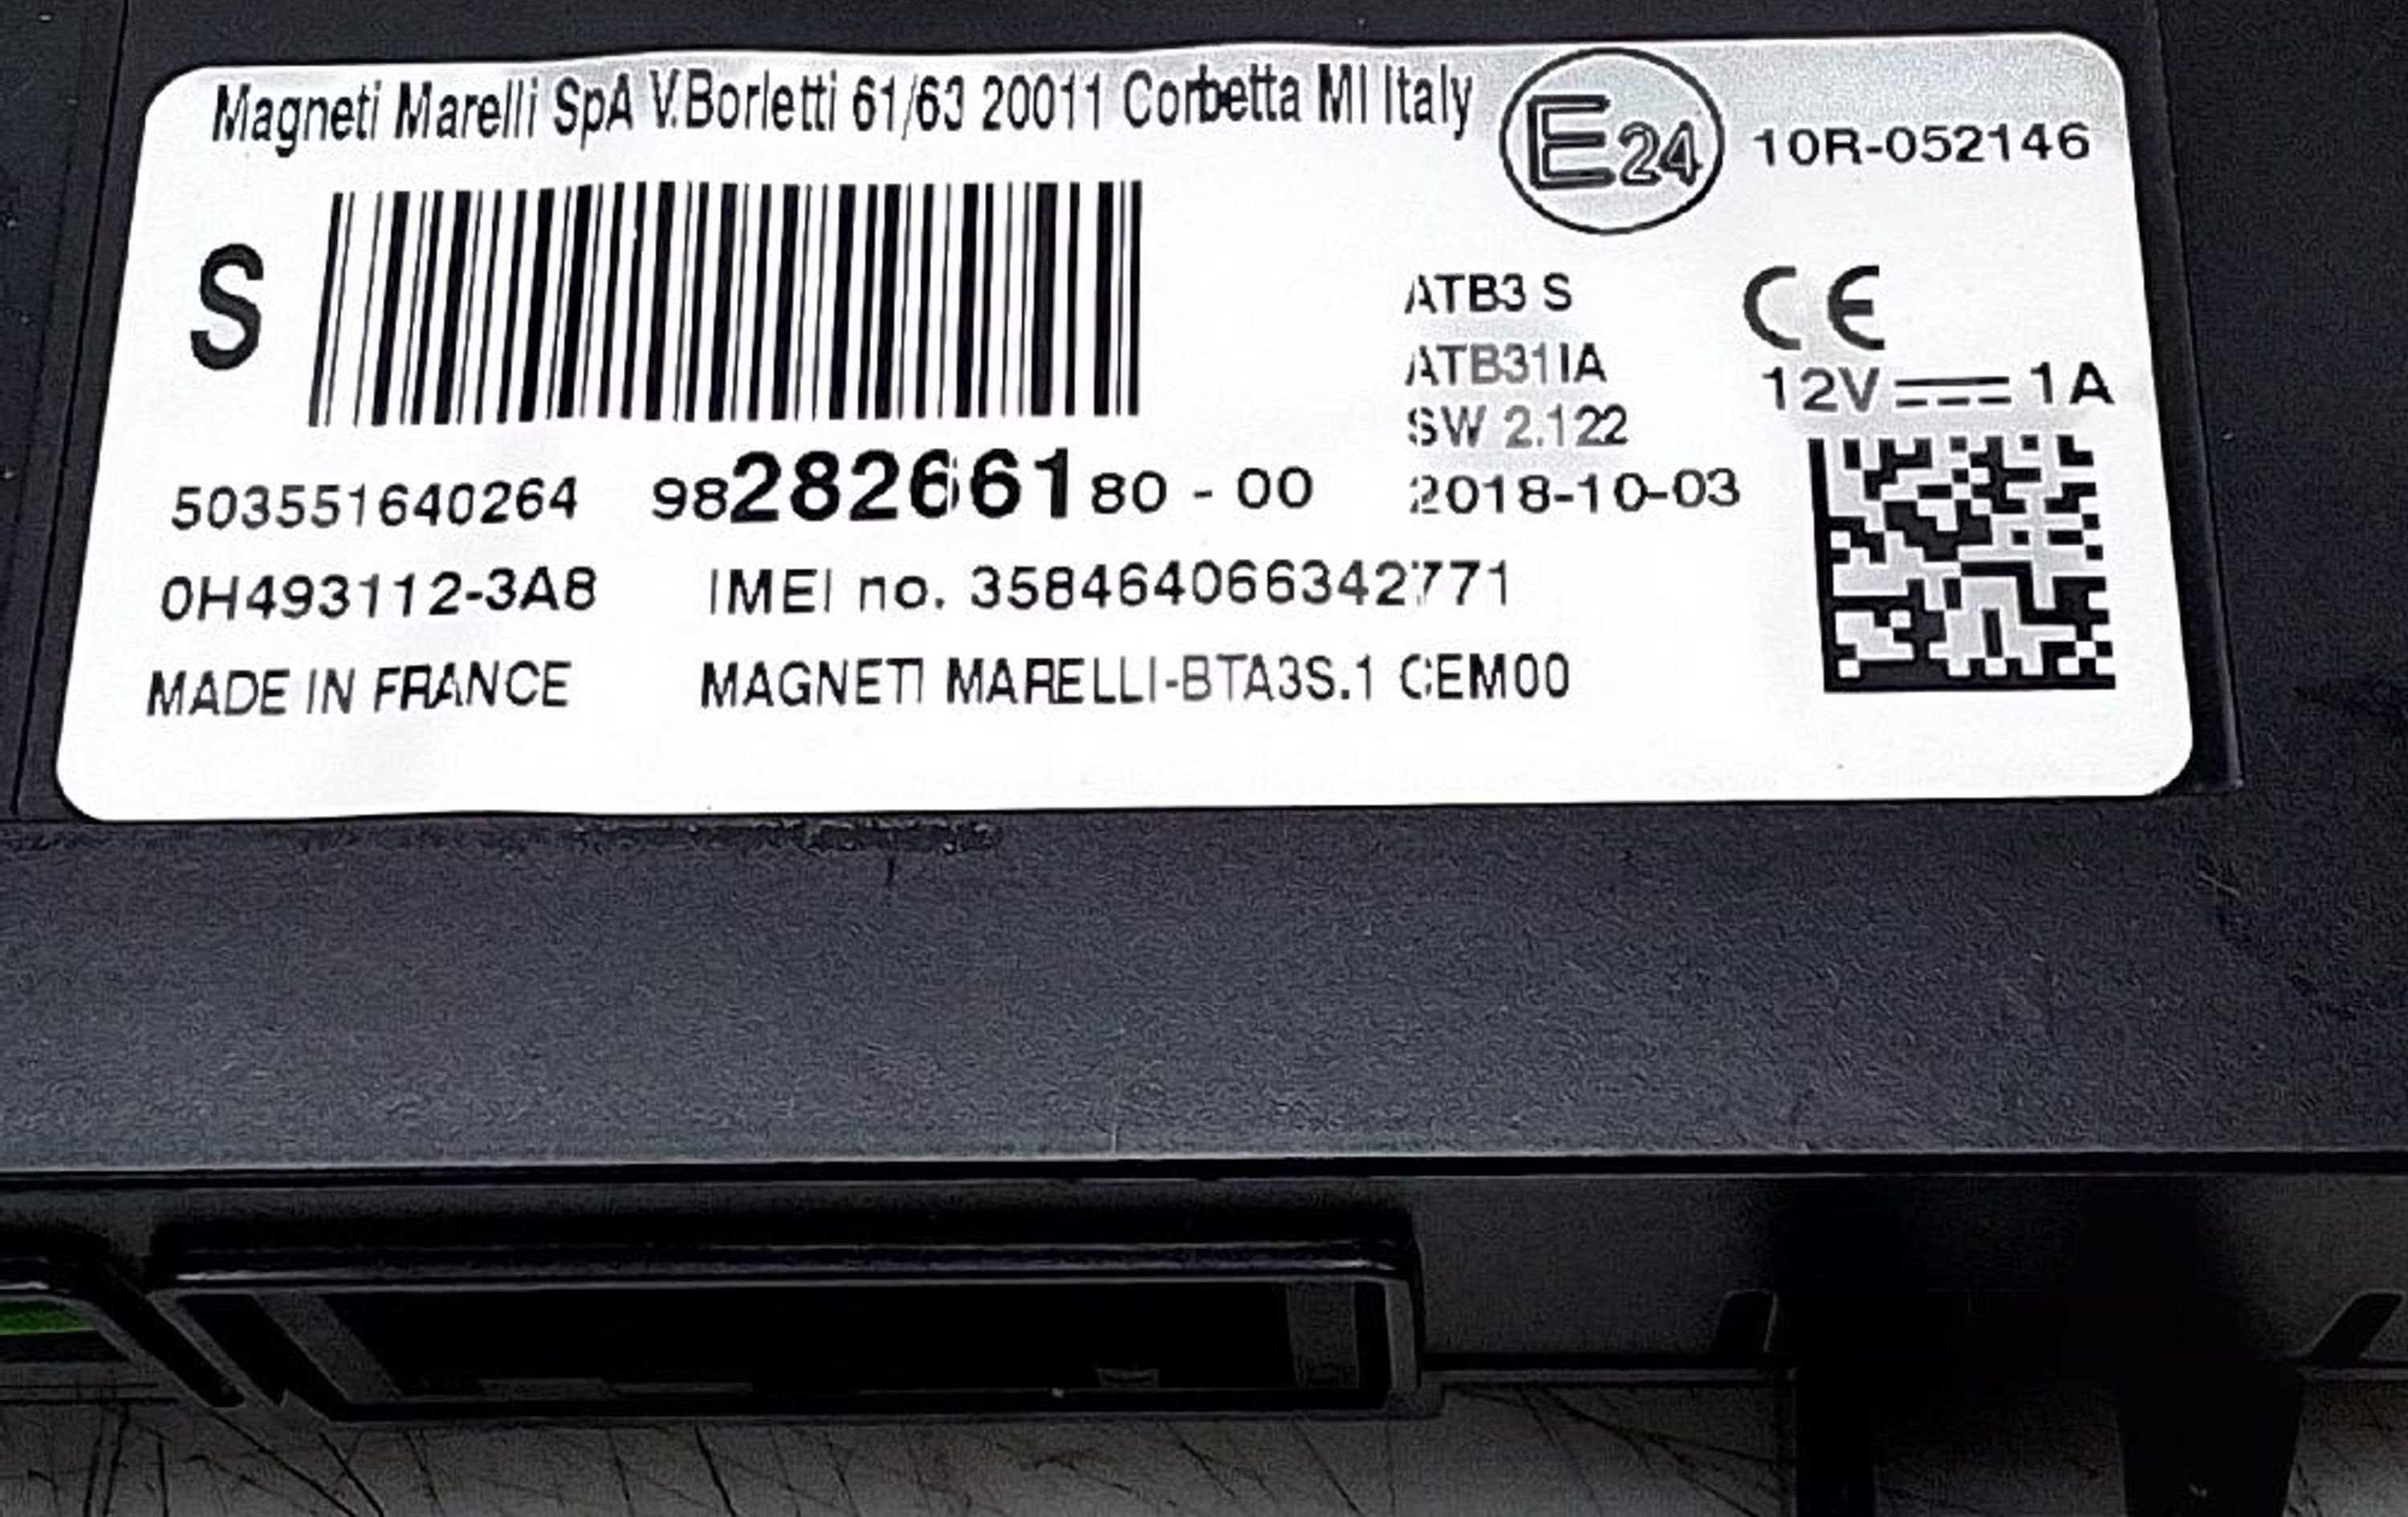 Magneti Marelli SpA V.Borletti 61/63 20011 Corbetta MI Italy
E24 10R-052146
S
ATB3 S
CE
ATB31IA
12V 1A
SW 2.122
503551640264 9828266180 - 00 2018-10-03
0H493112-3A8 IMEI no. 358464066342771
MADE IN FRANCE MAGNETI MARELLI-BTA3S.1 CEM00